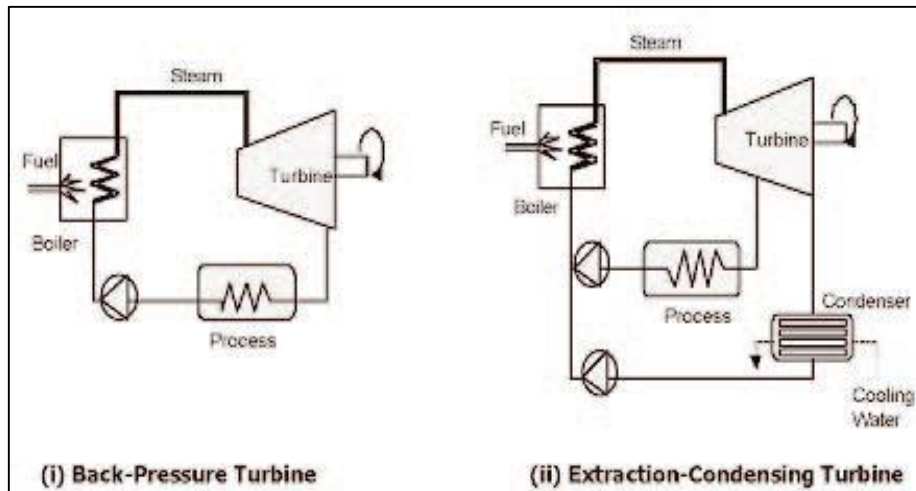 Steam
Fuel
Turbine
Boiler
Process
(i) Back-Pressure Turbine
Steam
Fuel
Turbine
Boiler
Process
Condenser
Cooling
Water
(ii) Extraction-Condensing Turbine